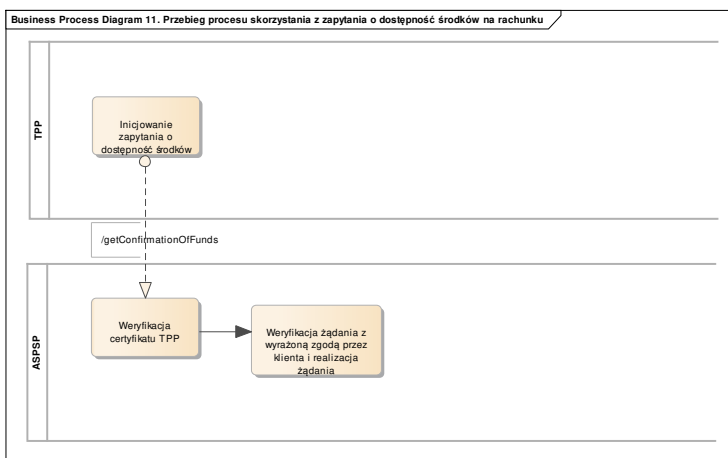 Business Process Diagram 11. Przebieg procesu skorzystania z zapytania o dostępność środków na rachunku
TPP
Inicjowanie
zapytania o
dostępność środków
/getConfirmationOfFunds
ASPSP
Weryfikacja
certyfikatu TPP
Weryfikacja żądania z
wyrażoną zgodą przez
klienta i realizacja
żądania